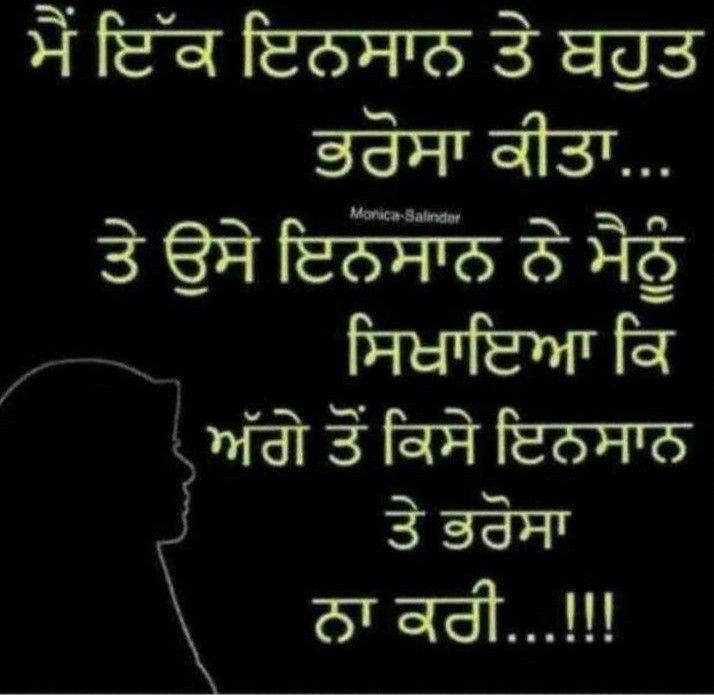 ਮੈਂ ਇੱਕ ਇਨਸਾਨ ਤੇ ਬਹੁਤ
ਭਰੋਸਾ ਕੀਤਾ...
Monica-Salinder
ਤੇ ਉਸੇ ਇਨਸਾਨ ਨੇ ਮੈਨੂੰ
ਸਿਖਾਇਆ ਕਿ
ਅੱਗੇ ਤੋਂ ਕਿਸੇ ਇਨਸਾਨ
ਤੇ ਭਰੋਸਾ
ਨਾ ਕਰੀ...!!!